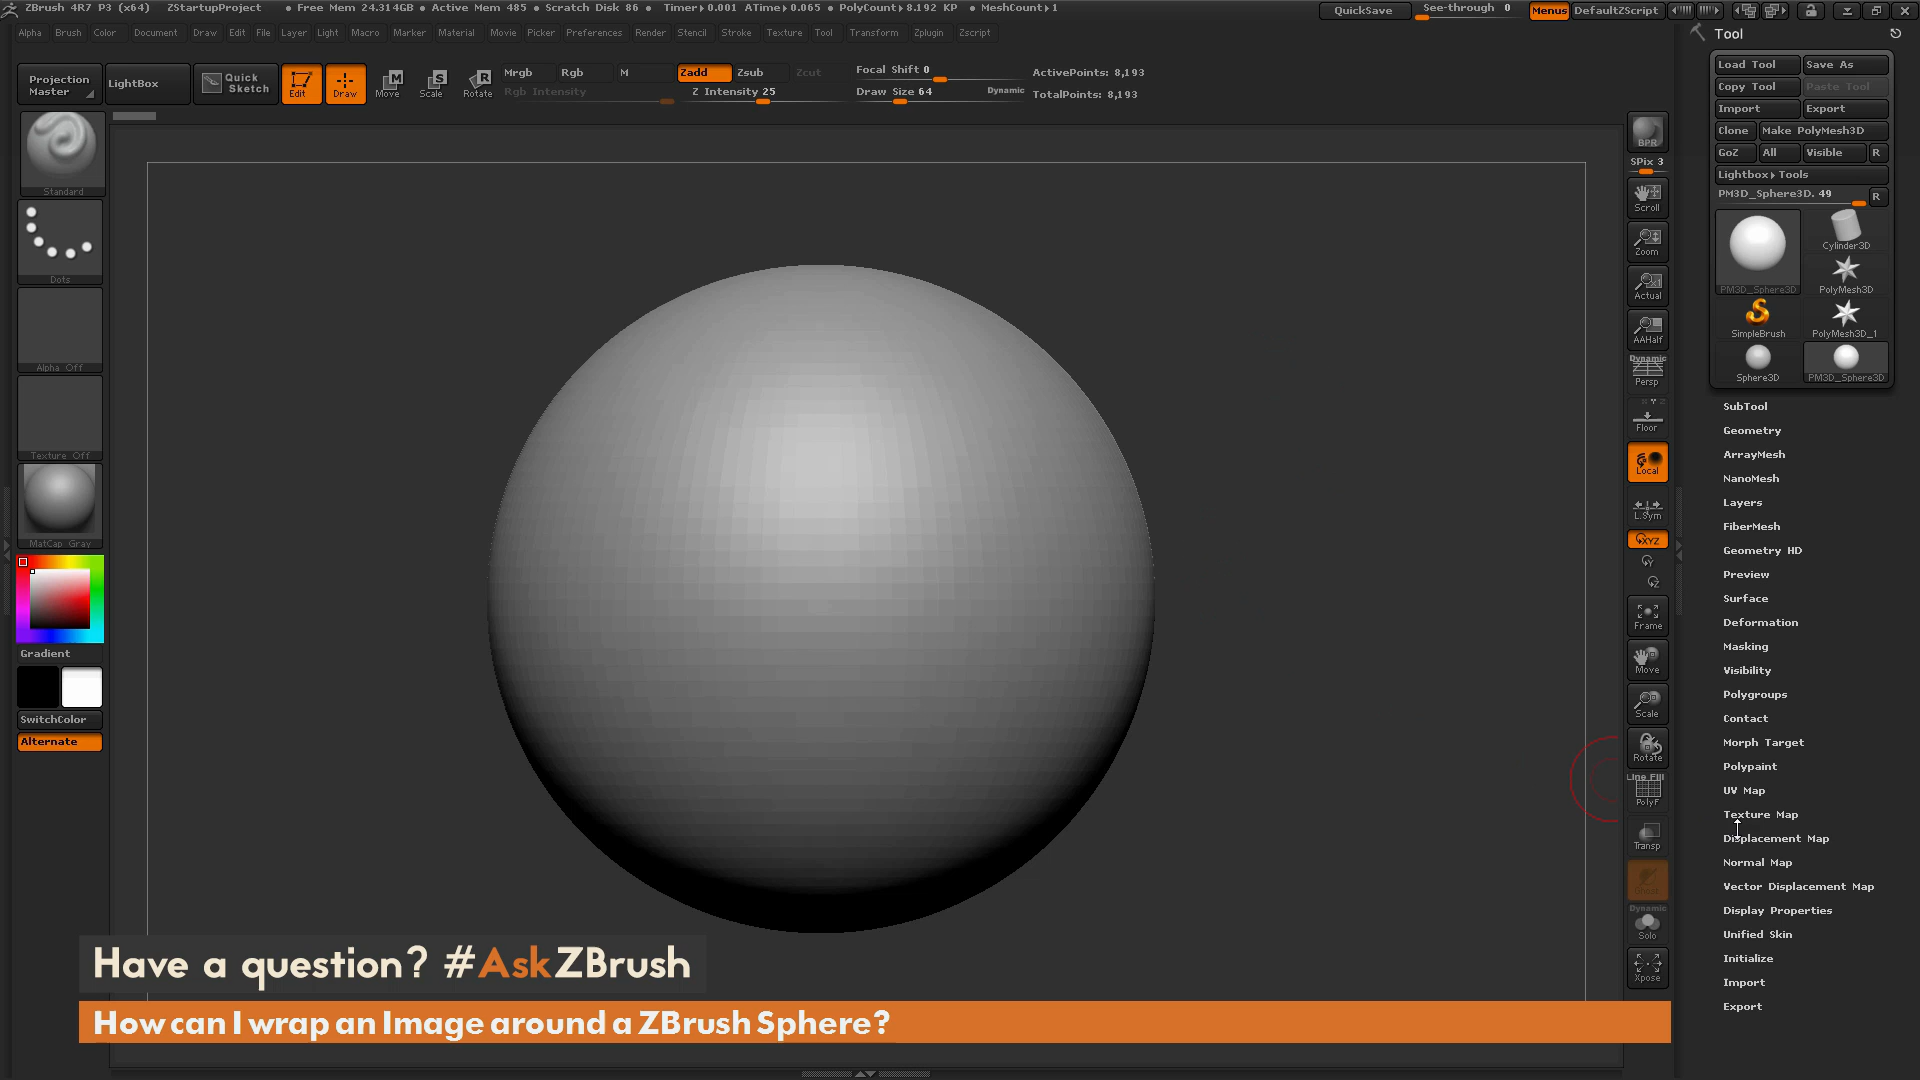 ZBrush 4R7 P3 (x64) ZStartupProject • Free Mem 24.314GB • Active Mem 485 • Scratch Disk 86 • Timer▸0.001 ATime▸0.065 • PolyCount▸8.192 KP • MeshCount▸1 QuickSave See-through 0 Menus DefaultZScript
Alpha Brush Color Document Draw Edit File Layer Light Macro Marker Material Movie Picker Preferences Render Stencil Stroke Texture Tool Transform Zplugin Zscript
Projection Master
LightBox
Quick Sketch
Edit
Draw
Move
Scale
Rotate
Mrgb Rgb M Zadd Zsub Zcut
Rgb Intensity Z Intensity 25
Focal Shift 0
Draw Size 64 Dynamic
ActivePoints: 8,193
TotalPoints: 8,193
Standard
Dots
Alpha Off
Texture Off
MatCap Gray
Gradient
SwitchColor
Alternate
BPR
SPix 3
Scroll
Zoom
Actual
AAHalf
Dynamic
Persp
Floor
Local
L.Sym
XYZ
Y
Z
Frame
Move
Scale
Rotate
Line Fill
PolyF
Transp
Ghost
Dynamic
Solo
Xpose
Tool
Load Tool Save As
Copy Tool Paste Tool
Import Export
Clone Make PolyMesh3D
GoZ All Visible R
Lightbox▸Tools
PM3D_Sphere3D. 49 R
PM3D_Sphere3D
Cylinder3D
PolyMesh3D
SimpleBrush PolyMesh3D_1
Sphere3D PM3D_Sphere3D
SubTool
Geometry
ArrayMesh
NanoMesh
Layers
FiberMesh
Geometry HD
Preview
Surface
Deformation
Masking
Visibility
Polygroups
Contact
Morph Target
Polypaint
UV Map
Texture Map
Displacement Map
Normal Map
Vector Displacement Map
Display Properties
Unified Skin
Initialize
Import
Export
Have a question? #AskZBrush
How can I wrap an Image around a ZBrush Sphere?